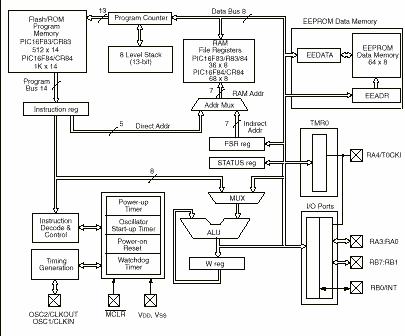 Flash/ROM
Program
Memory
PIC16F83/CR83
512 x 14
PIC16F84/CR84
1K x 14
13
Program Counter
8 Level Stack
(13-bit)
Data Bus 8
RAM
File Registers
PIC16F83/R83/84
36 x 8
PIC16F84/CR84
68 x 8
EEPROM Data Memory
EEDATA
EEPROM
Data Memory
64 x 8
EEADR
Program
Bus 14
Instruction reg
7
RAM Addr
Addr Mux
5
Direct Addr
7
Indirect
Addr
FSR reg
STATUS reg
TMR0
RA4/T0CKI
8
MUX
I/O Ports
Power-up
Timer
Oscillator
Start-up Timer
Power-on
Reset
Watchdog
Timer
Instruction
Decode &
Control
Timing
Generation
ALU
W reg
RA3:RA0
RB7:RB1
RB0/INT
OSC2/CLKOUT
OSC1/CLKIN
MCLR
VDD, VSS